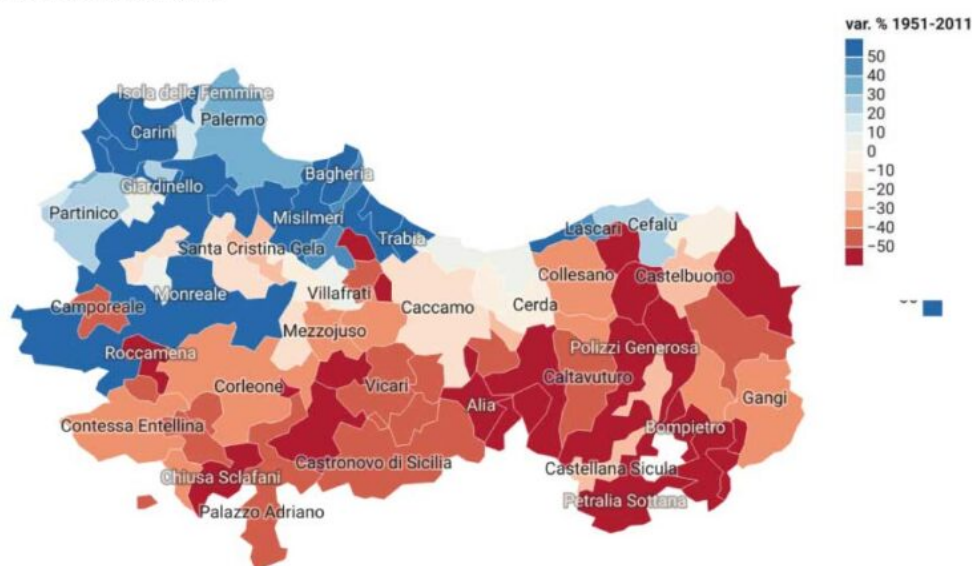 var. % 1951-2011
50
40
30
20
10
0
−10
−20
−30
−40
−50
Isola delle Femmine
Palermo
Carini
Bagheria
Giardinello
Partinico
Misilmeri
Lascari
Cefalù
Trabia
Santa Cristina Gela
Collesano
Castelbuono
Monreale
Villafrati
Camporeale
Caccamo
Cerda
Mezzojuso
Roccamena
Polizzi Generosa
Corleone
Vicari
Caltavuturo
Alia
Gangi
Contessa Entellina
Bompietro
Castronovo di Sicilia
Castellana Sicula
Chiusa Sclafani
Petralia Sottana
Palazzo Adriano